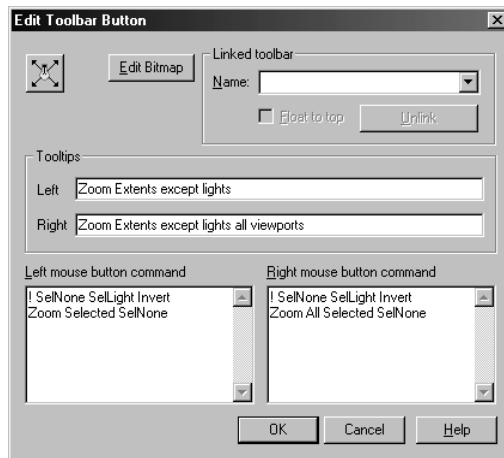 Edit Toolbar Button
Edit Bitmap
Linked toolbar
Name:
Float to top
Unlink
Tooltips
Left Zoom Extents except lights
Right Zoom Extents except lights all viewports
Left mouse button command
! SelNone SelLight Invert
Zoom Selected SelNone
Right mouse button command
! SelNone SelLight Invert
Zoom All Selected SelNone
OK Cancel Help